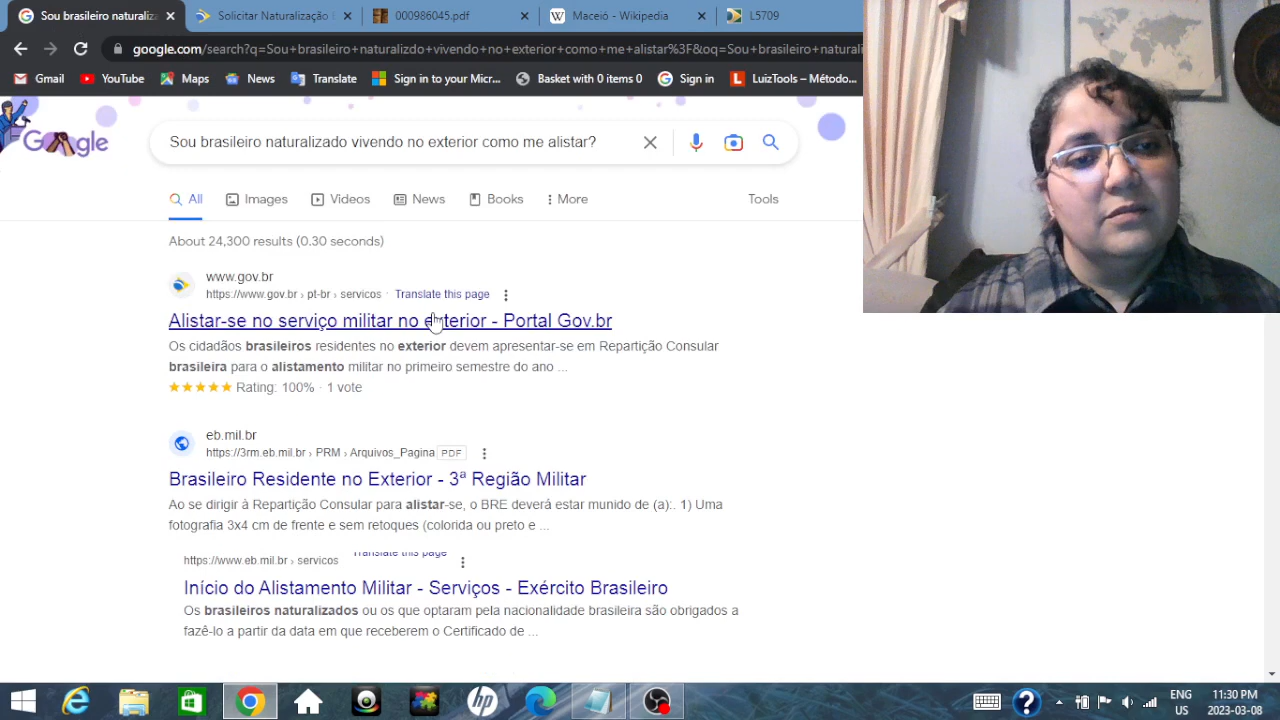 Sou brasileiro naturaliz
Solicitar Naturalização E
000986045.pdf
Maceió - Wikipedia
L5709
google.com/search?q=Sou+brasileiro+naturalizdo+vivendo+no+exterior+como+me+alistar%3F&oq=Sou+brasileiro+naturali
Gmail YouTube Maps News Translate Sign in to your Micr... Basket with 0 items Sign in LuizTools – Método...
Google
Sou brasileiro naturalizado vivendo no exterior como me alistar?
All Images Videos News Books More Tools
About 24,300 results (0.30 seconds)
www.gov.br
https://www.gov.br › pt-br › servicos · Translate this page
Alistar-se no serviço militar no exterior - Portal Gov.br
Os cidadãos brasileiros residentes no exterior devem apresentar-se em Repartição Consular
brasileira para o alistamento militar no primeiro semestre do ano ...
Rating: 100% · 1 vote
eb.mil.br
https://3rm.eb.mil.br › PRM › Arquivos_Pagina PDF
Brasileiro Residente no Exterior - 3ª Região Militar
Ao se dirigir à Repartição Consular para alistar-se, o BRE deverá estar munido de (a):. 1) Uma
fotografia 3x4 cm de frente e sem retoques (colorida ou preto e ...
https://www.eb.mil.br › servicos Translate this page
Início do Alistamento Militar - Serviços - Exército Brasileiro
Os brasileiros naturalizados ou os que optaram pela nacionalidade brasileira são obrigados a
fazê-lo a partir da data em que receberem o Certificado de ...
hp
ENG 11:30 PM
US 2023-03-08